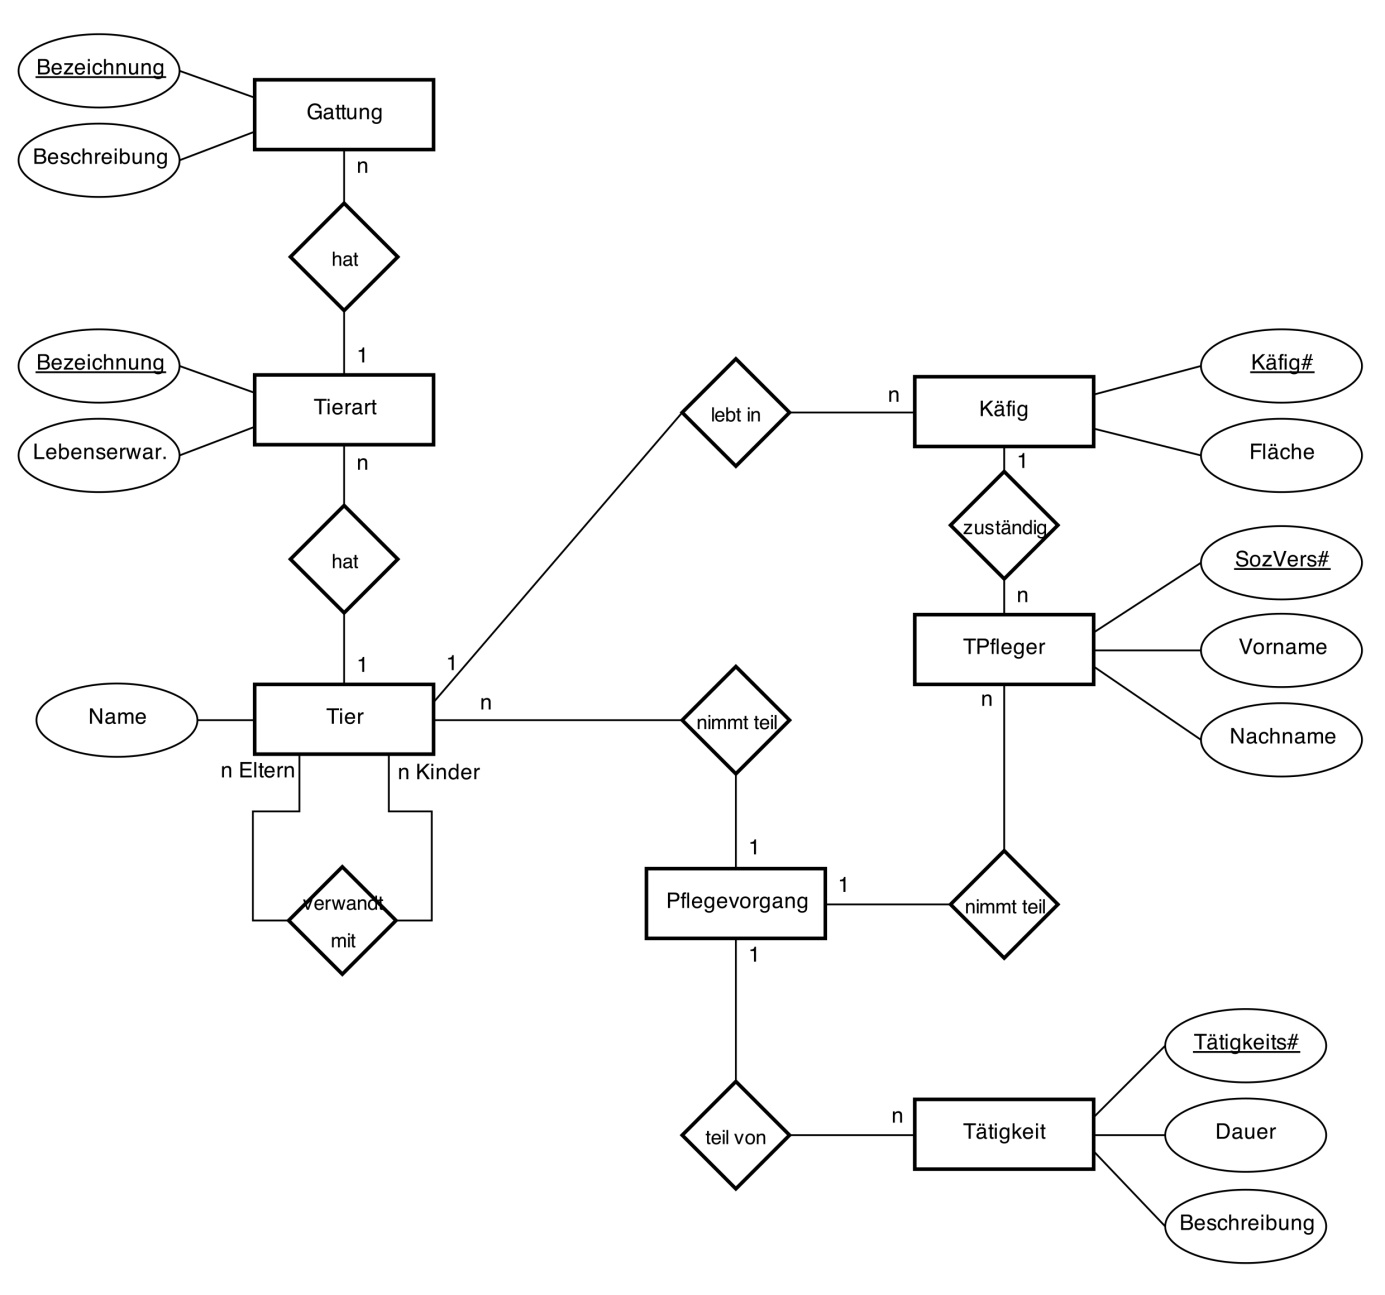 Bezeichnung
Gattung
Beschreibung
n
hat
1
Bezeichnung
Tierart
Lebenserwar.
n
hat
1
Name
Tier
n Eltern
n Kinder
verwandt
mit
1
lebt in
n
Käfig
Käfig#
Fläche
1
zuständig
n
TPfleger
SozVers#
Vorname
Nachname
n
n
nimmt teil
1
Pflegevorgang
1
nimmt teil
1
teil von
n
Tätigkeit
Tätigkeits#
Dauer
Beschreibung